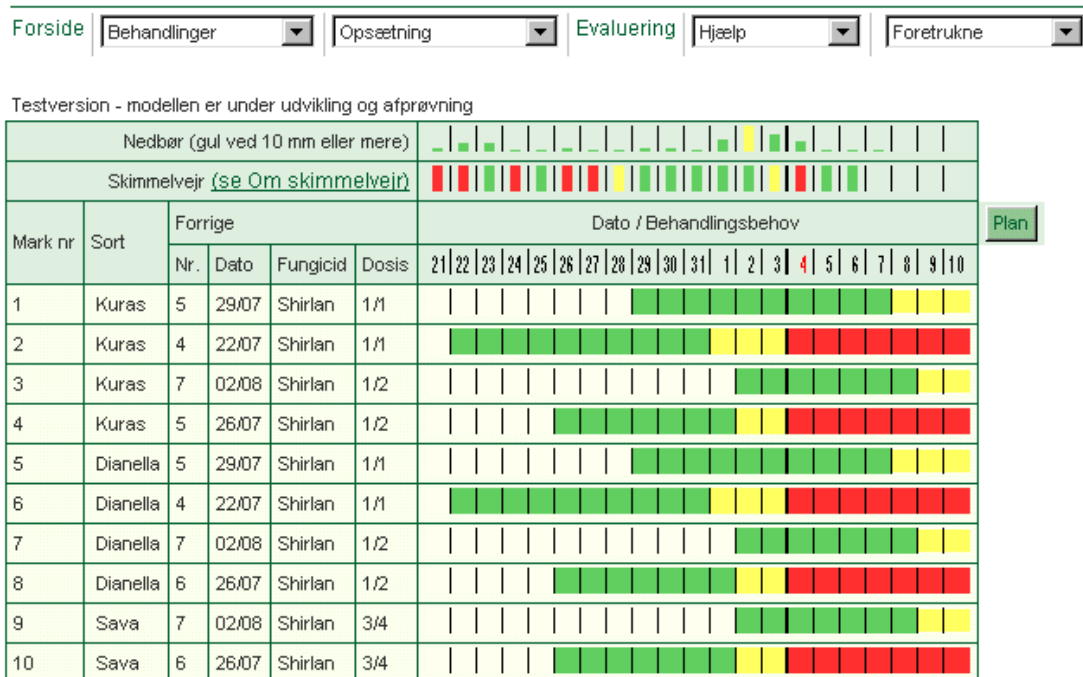 Forside Behandlinger Opsætning Evaluering Hjælp Foretrukne
Testversion - modellen er under udvikling og afprøvning
Nedbør (gul ved 10 mm eller mere)
Skimmelvejr (se Om skimmelvejr)
Mark nr Sort Forrige Dato / Behandlingsbehov Plan
Nr. Dato Fungicid Dosis 21 22 23 24 25 26 27 28 29 30 31 1 2 3 4 5 6 7 8 9 10
1 Kuras 5 29/07 Shirlan 1/1
2 Kuras 4 22/07 Shirlan 1/1
3 Kuras 7 02/08 Shirlan 1/2
4 Kuras 5 26/07 Shirlan 1/2
5 Dianella 5 29/07 Shirlan 1/1
6 Dianella 4 22/07 Shirlan 1/1
7 Dianella 7 02/08 Shirlan 1/2
8 Dianella 6 26/07 Shirlan 1/2
9 Sava 7 02/08 Shirlan 3/4
10 Sava 6 26/07 Shirlan 3/4